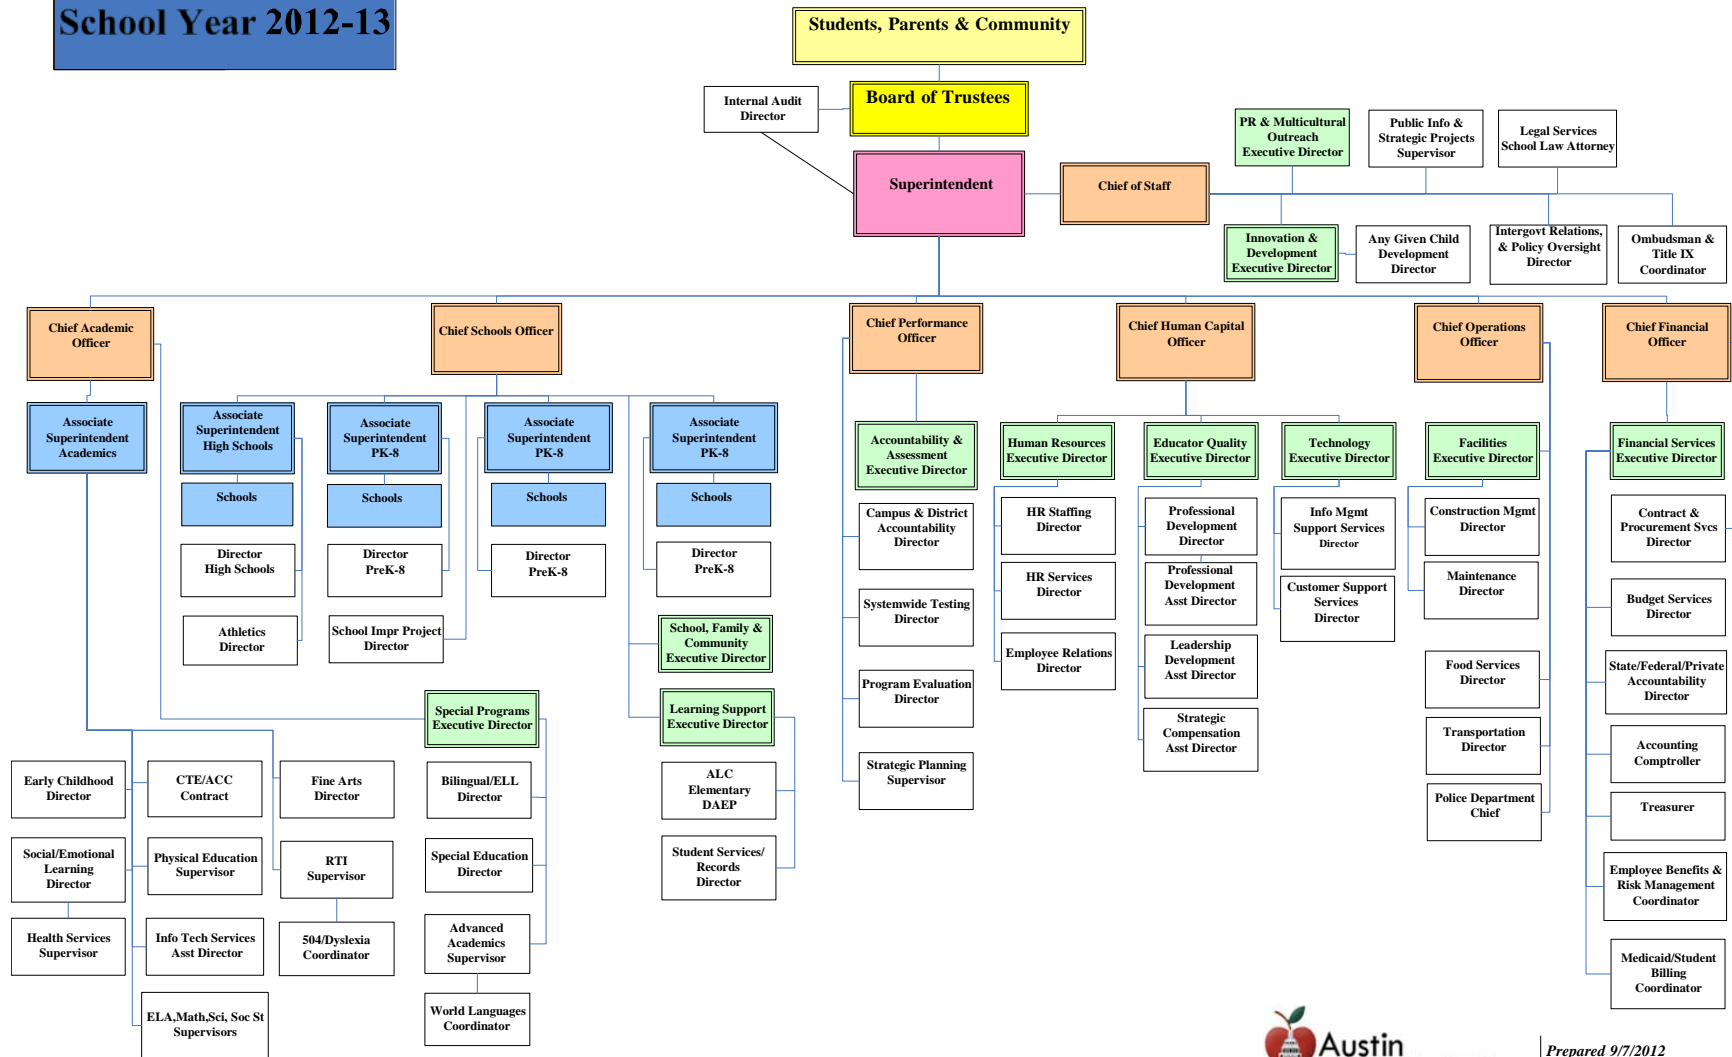 School Year 2012-13
Students, Parents & Community
Board of Trustees
Internal Audit
Director
Superintendent
Chief of Staff
PR & Multicultural
Outreach
Executive Director
Public Info &
Strategic Projects
Supervisor
Legal Services
School Law Attorney
Innovation &
Development
Executive Director
Any Given Child
Development
Director
Intergovt Relations,
& Policy Oversight
Director
Ombudsman &
Title IX
Coordinator
Chief Academic
Officer
Chief Schools Officer
Chief Performance
Officer
Chief Human Capital
Officer
Chief Operations
Officer
Chief Financial
Officer
Associate
Superintendent
Academics
Associate
Superintendent
High Schools
Associate
Superintendent
PK-8
Associate
Superintendent
PK-8
Associate
Superintendent
PK-8
Accountability &
Assessment
Executive Director
Human Resources
Executive Director
Educator Quality
Executive Director
Technology
Executive Director
Facilities
Executive Director
Financial Services
Executive Director
Schools
Schools
Schools
Schools
Director
High Schools
Director
PreK-8
Director
PreK-8
Director
PreK-8
Athletics
Director
School Impr Project
Director
School, Family &
Community
Executive Director
Campus & District
Accountability
Director
Systemwide Testing
Director
Program Evaluation
Director
Strategic Planning
Supervisor
HR Staffing
Director
HR Services
Director
Employee Relations
Director
Professional
Development
Director
Professional
Development
Asst Director
Leadership
Development
Asst Director
Strategic
Compensation
Asst Director
Info Mgmt
Support Services
Director
Customer Support
Services
Director
Construction Mgmt
Director
Maintenance
Director
Food Services
Director
Transportation
Director
Police Department
Chief
Contract &
Procurement Svcs
Director
Budget Services
Director
State/Federal/Private
Accountability
Director
Accounting
Comptroller
Treasurer
Employee Benefits &
Risk Management
Coordinator
Medicaid/Student
Billing
Coordinator
Special Programs
Executive Director
Learning Support
Executive Director
Early Childhood
Director
CTE/ACC
Contract
Fine Arts
Director
Bilingual/ELL
Director
ALC
Elementary
DAEP
Social/Emotional
Learning
Director
Physical Education
Supervisor
RTI
Supervisor
Special Education
Director
Student Services/
Records
Director
Health Services
Supervisor
Info Tech Services
Asst Director
504/Dyslexia
Coordinator
Advanced
Academics
Supervisor
ELA,Math,Sci, Soc St
Supervisors
World Languages
Coordinator
Austin
Prepared 9/7/2012